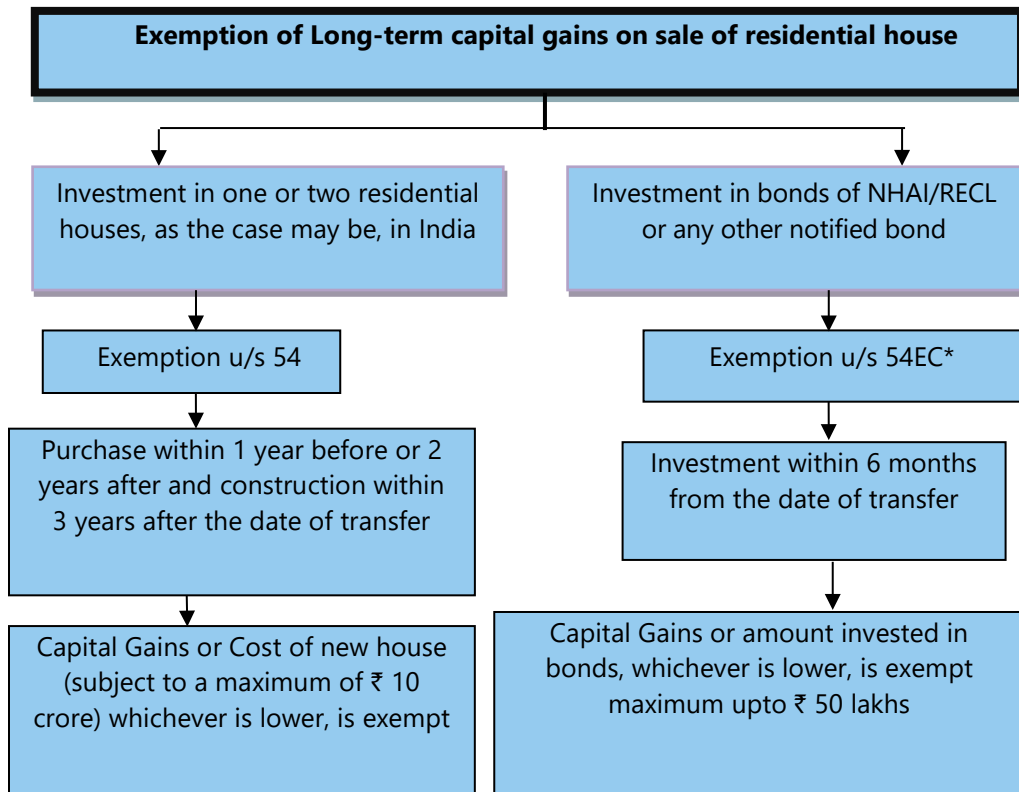 Exemption of Long-term capital gains on sale of residential house
Investment in one or two residential
houses, as the case may be, in India
Investment in bonds of NHAI/RECL
or any other notified bond
Exemption u/s 54
Exemption u/s 54EC*
Purchase within 1 year before or 2
years after and construction within
3 years after the date of transfer
Investment within 6 months
from the date of transfer
Capital Gains or Cost of new house
(subject to a maximum of ₹ 10
crore) whichever is lower, is exempt
Capital Gains or amount invested in
bonds, whichever is lower, is exempt
maximum upto ₹ 50 lakhs